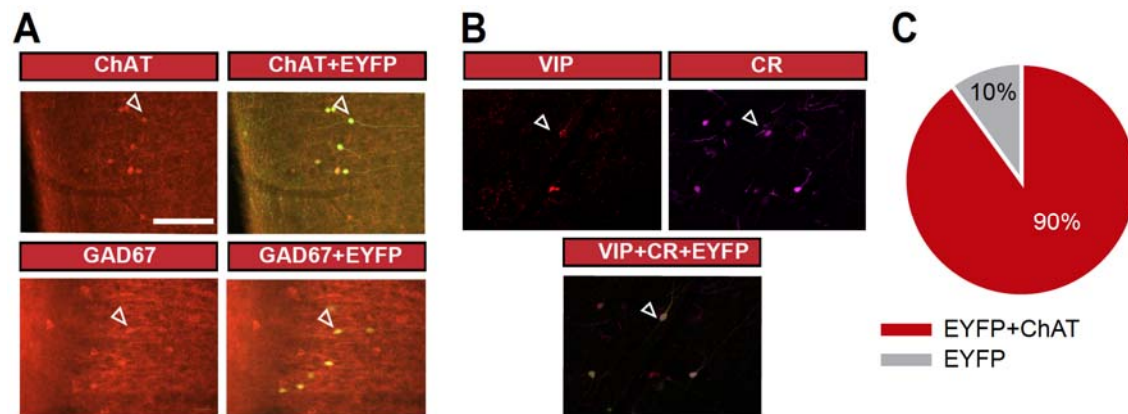 A
ChAT
ChAT+EYFP
GAD67
GAD67+EYFP
B
VIP
CR
VIP+CR+EYFP
C
10%
90%
EYFP+ChAT
EYFP